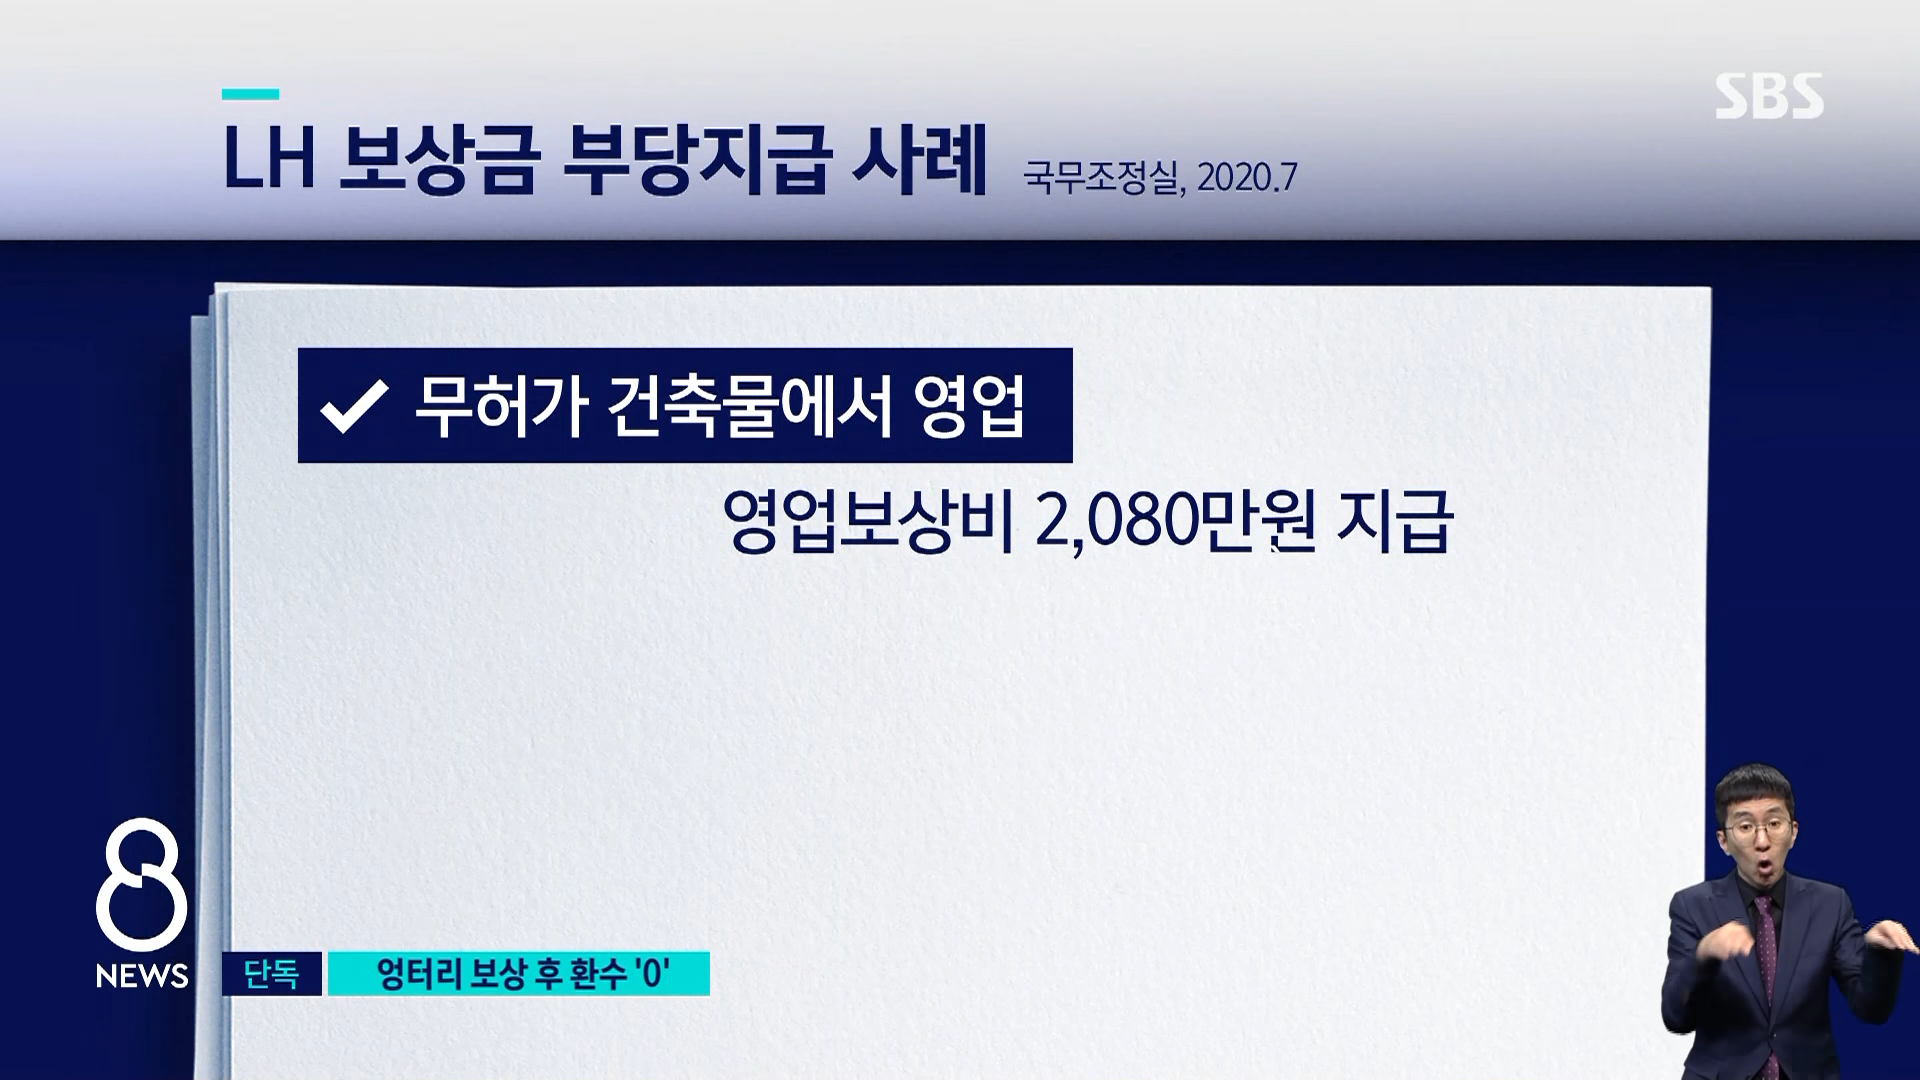 SBS
LH 보상금 부당지급 사례 국무조정실, 2020.7
무허가 건축물에서 영업
영업보상비 2,080만원 지급
8
NEWS
단독 엉터리 보상 후 환수 '0'